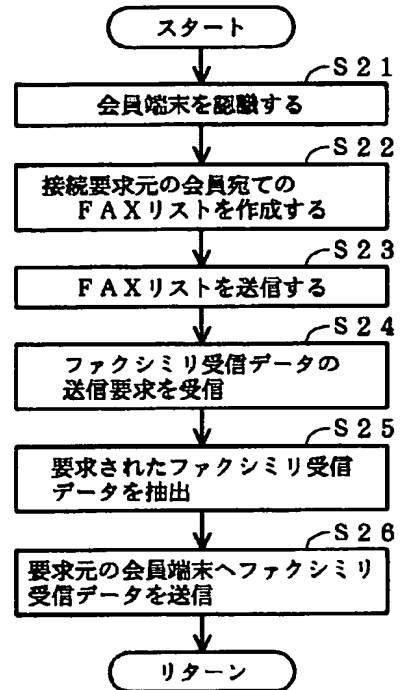 スタート
S21
会員端末を認識する
S22
接続要求元の会員宛ての
FAXリストを作成する
S23
FAXリストを送信する
S24
ファクシミリ受信データの
送信要求を受信
S25
要求されたファクシミリ受信
データを抽出
S26
要求元の会員端末へファクシミリ
受信データを送信
リターン